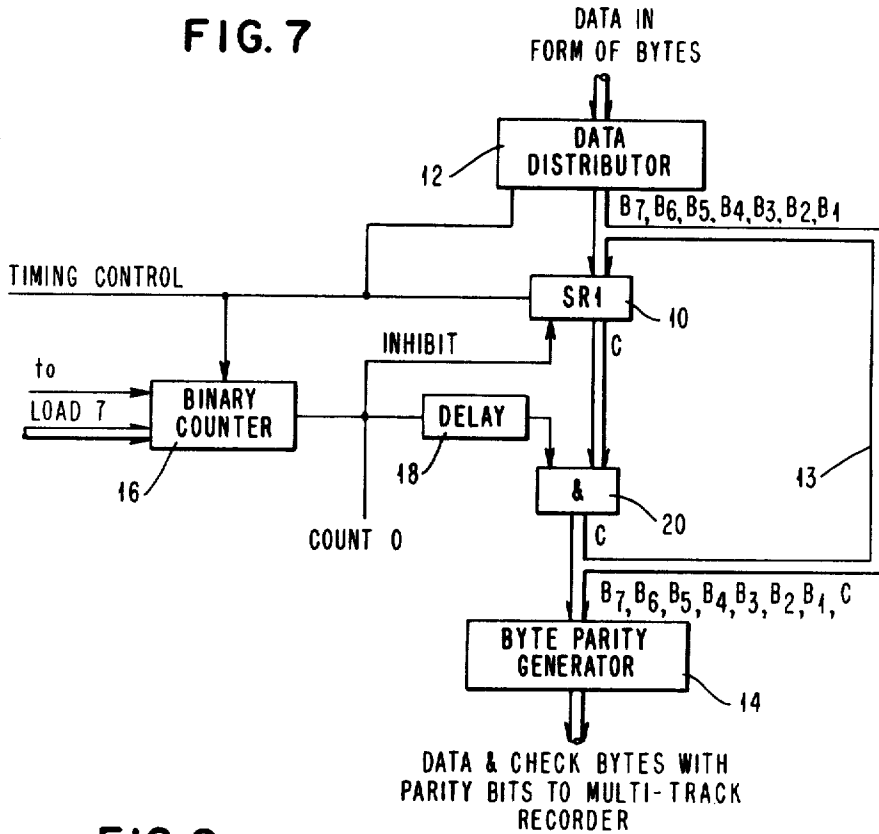 FIG. 7
DATA IN
FORM OF BYTES
DATA
DISTRIBUTOR
12
B7, B6, B5, B4, B3, B2, B1
TIMING CONTROL
SR1
10
INHIBIT
C
to
LOAD 7
BINARY
COUNTER
16
DELAY
18
&
20
13
COUNT 0
C
B7, B6, B5, B4, B3, B2, B1, C
BYTE PARITY
GENERATOR
14
DATA & CHECK BYTES WITH
PARITY BITS TO MULTI-TRACK
RECORDER